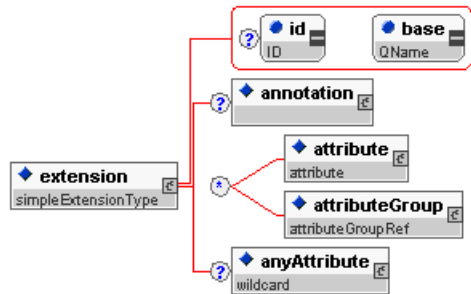 ? id base
ID QName
? annotation
attribute
attribute
extension
simpleExtensionType
*
attributeGroup
attributeGroupRef
? anyAttribute
wildcard